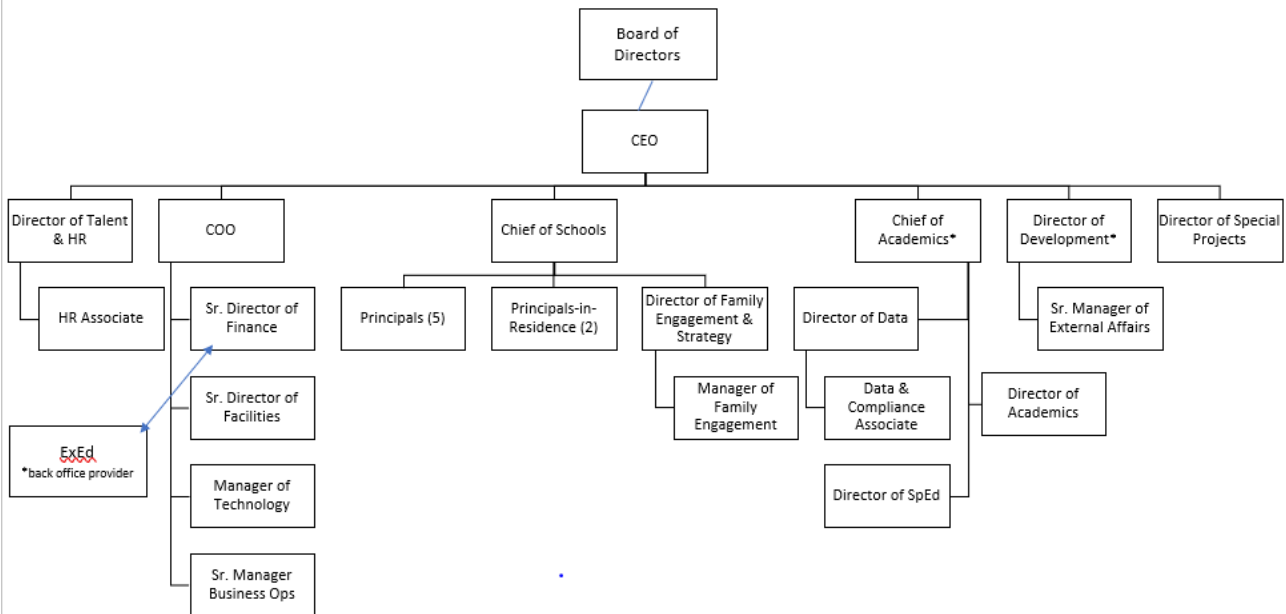 Board of
Directors
CEO
Director of Talent
& HR
COO
Chief of Schools
Chief of
Academics*
Director of
Development*
Director of Special
Projects
HR Associate
Sr. Director of
Finance
Principals (5)
Principals-in-
Residence (2)
Director of Family
Engagement &
Strategy
Director of Data
Sr. Manager of
External Affairs
Sr. Director of
Facilities
Manager of
Family
Engagement
Data &
Compliance
Associate
Director of
Academics
ExEd
*back office provider
Manager of
Technology
Director of SpEd
Sr. Manager
Business Ops